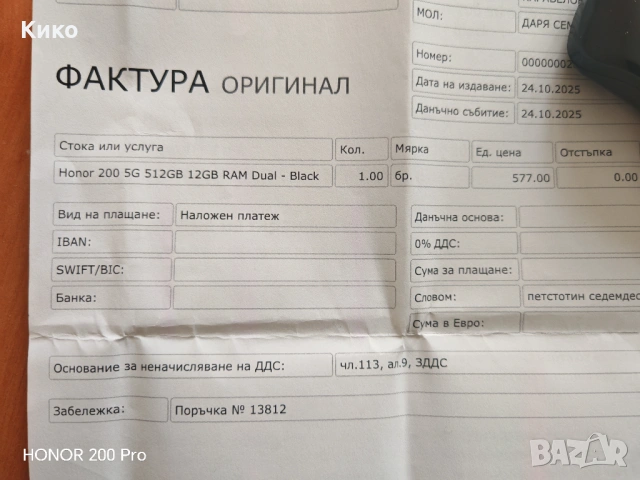 Кико
МОЛ: ДАРЯ СЕМ
Номер: 00000002
ФАКТУРА ОРИГИНАЛ
Дата на издаване: 24.10.2025
Данъчно събитие: 24.10.2025
Стока или услуга Кол. Мярка Ед. цена Отстъпка
Honor 200 5G 512GB 12GB RAM Dual - Black 1.00 бр. 577.00 0.00
Вид на плащане: Наложен платеж Данъчна основа:
IBAN: 0% ДДС:
SWIFT/BIC: Сума за плащане:
Банка: Словом: петстотин седемдес
Сума в Евро:
Основание за неначисляване на ДДС: чл.113, ал.9, ЗДДС
Забележка: Поръчка № 13812
HONOR 200 Pro
BAZAR